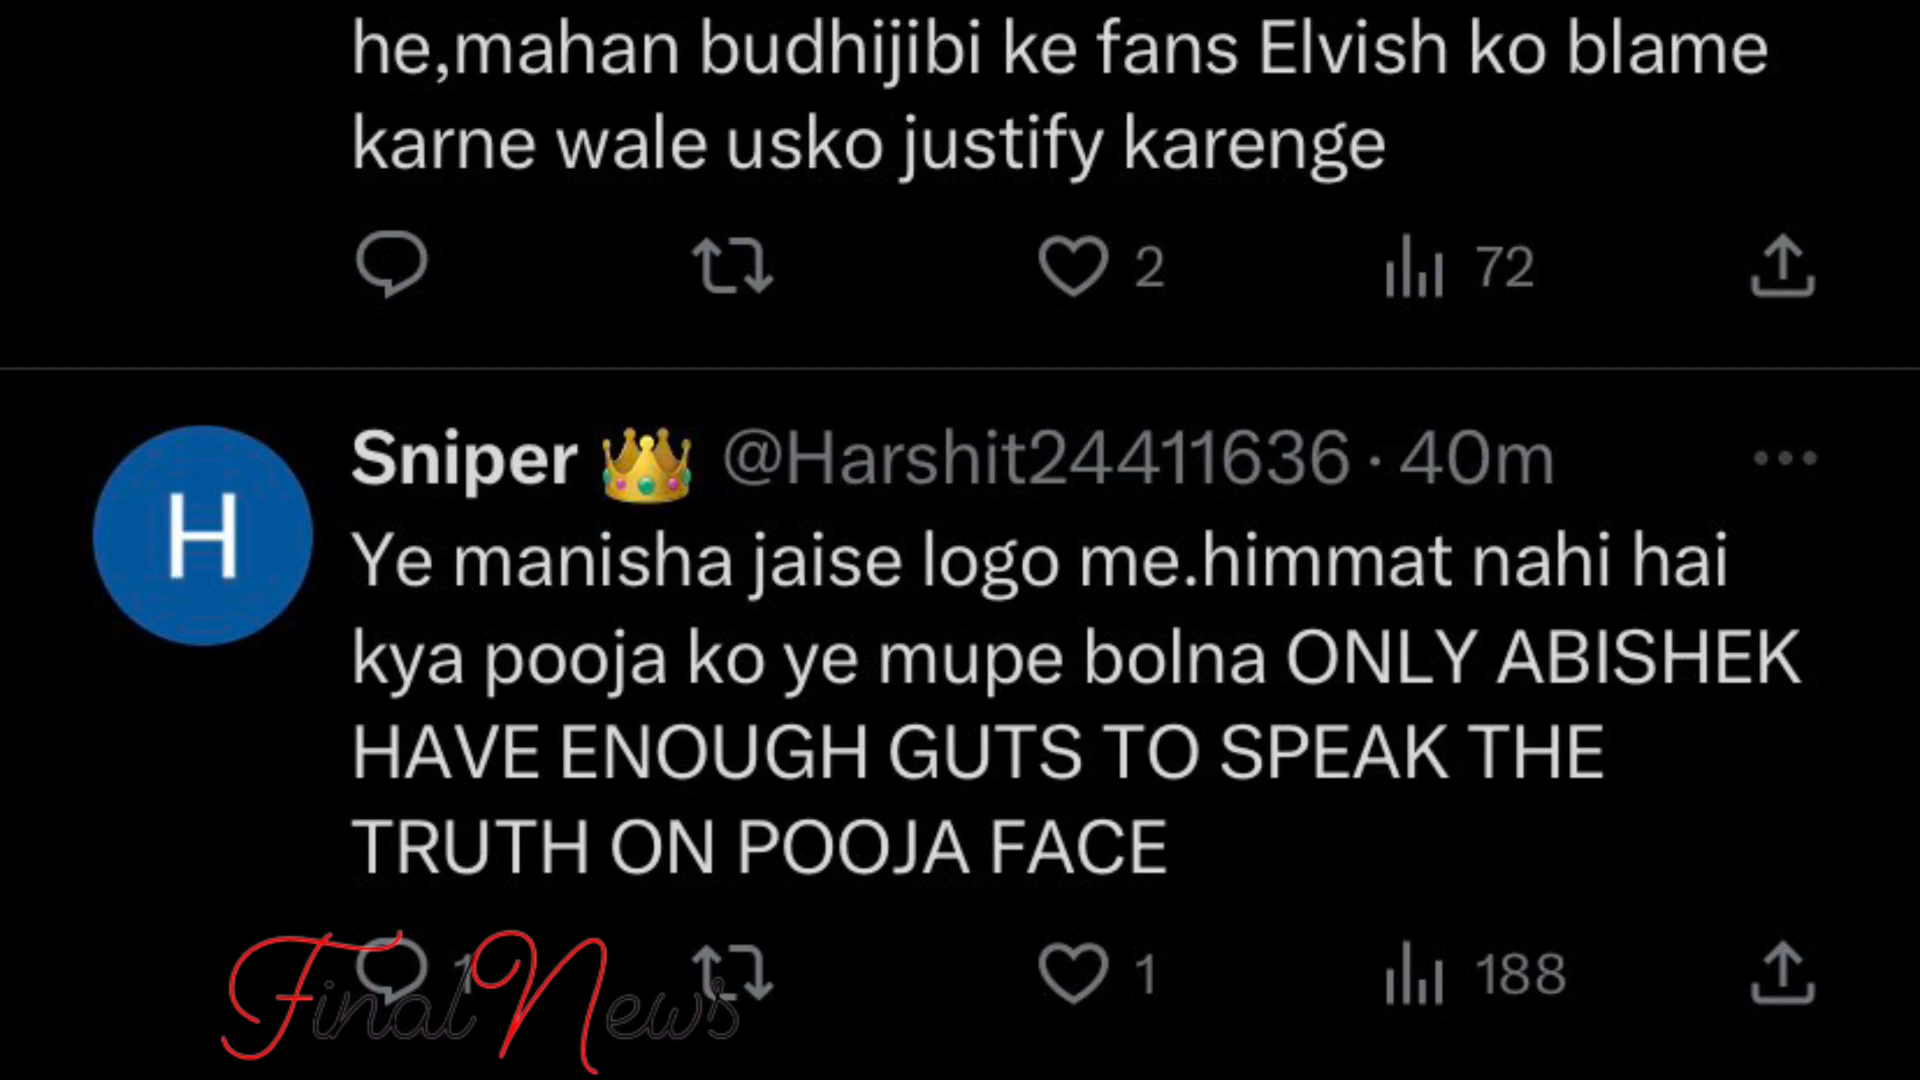 he,mahan budhijibi ke fans Elvish ko blame
karne wale usko justify karenge
2 72
Sniper 👑 @Harshit24411636 · 40m
H
Ye manisha jaise logo me.himmat nahi hai
kya pooja ko ye mupe bolna ONLY ABISHEK
HAVE ENOUGH GUTS TO SPEAK THE
TRUTH ON POOJA FACE
1 1 188
Final News